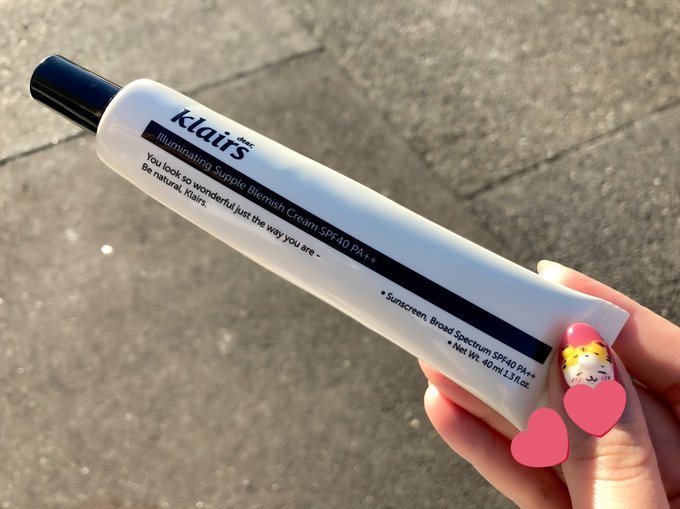 dear,
klairs
Illuminating Supple Blemish Cream SPF40 PA++
You look so wonderful just the way you are -
Be natural. Klairs.
• Sunscreen, Broad Spectrum SPF40 PA++
• Net Wt. 40 ml 1.3 fl.oz